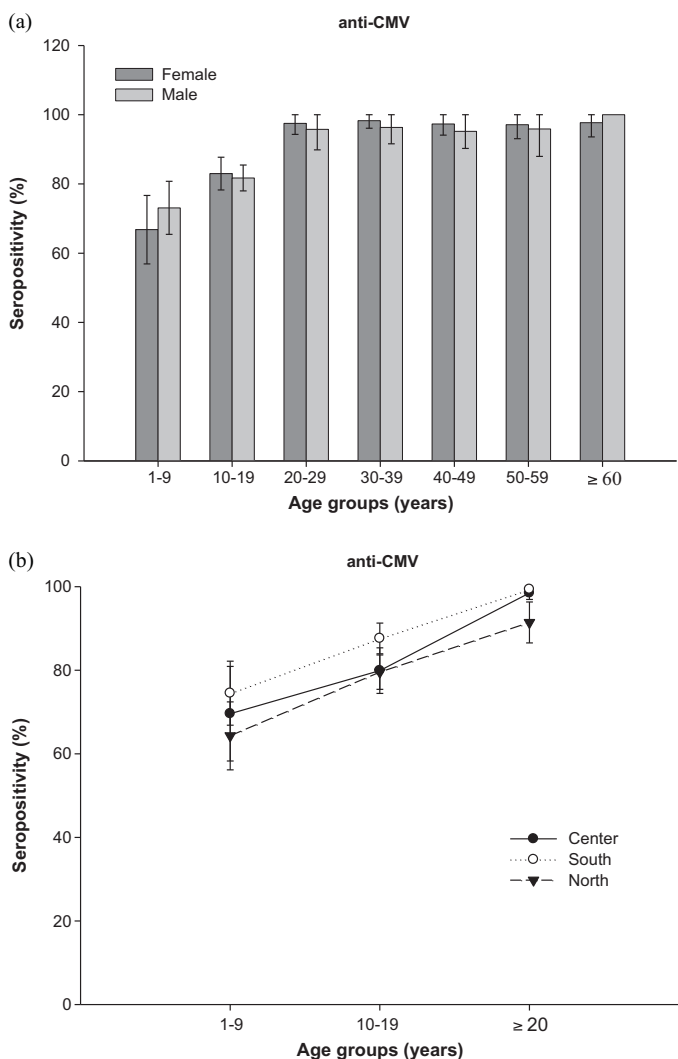 (a)
anti-CMV
120
100
80
60
40
20
0
Seropositivity (%)
Female
Male
1-9 10-19 20-29 30-39 40-49 50-59 ≥ 60
Age groups (years)
(b)
anti-CMV
100
80
60
40
20
0
Seropositivity (%)
Center
South
North
1-9 10-19 ≥ 20
Age groups (years)